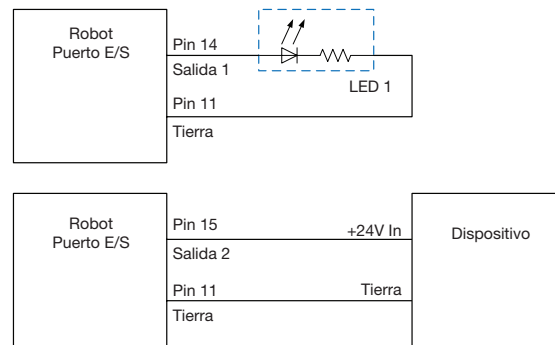 Robot
Puerto E/S
Pin 14
Salida 1
LED 1
Pin 11
Tierra
Robot
Puerto E/S
Pin 15
+24V In
Dispositivo
Salida 2
Pin 11
Tierra
Tierra